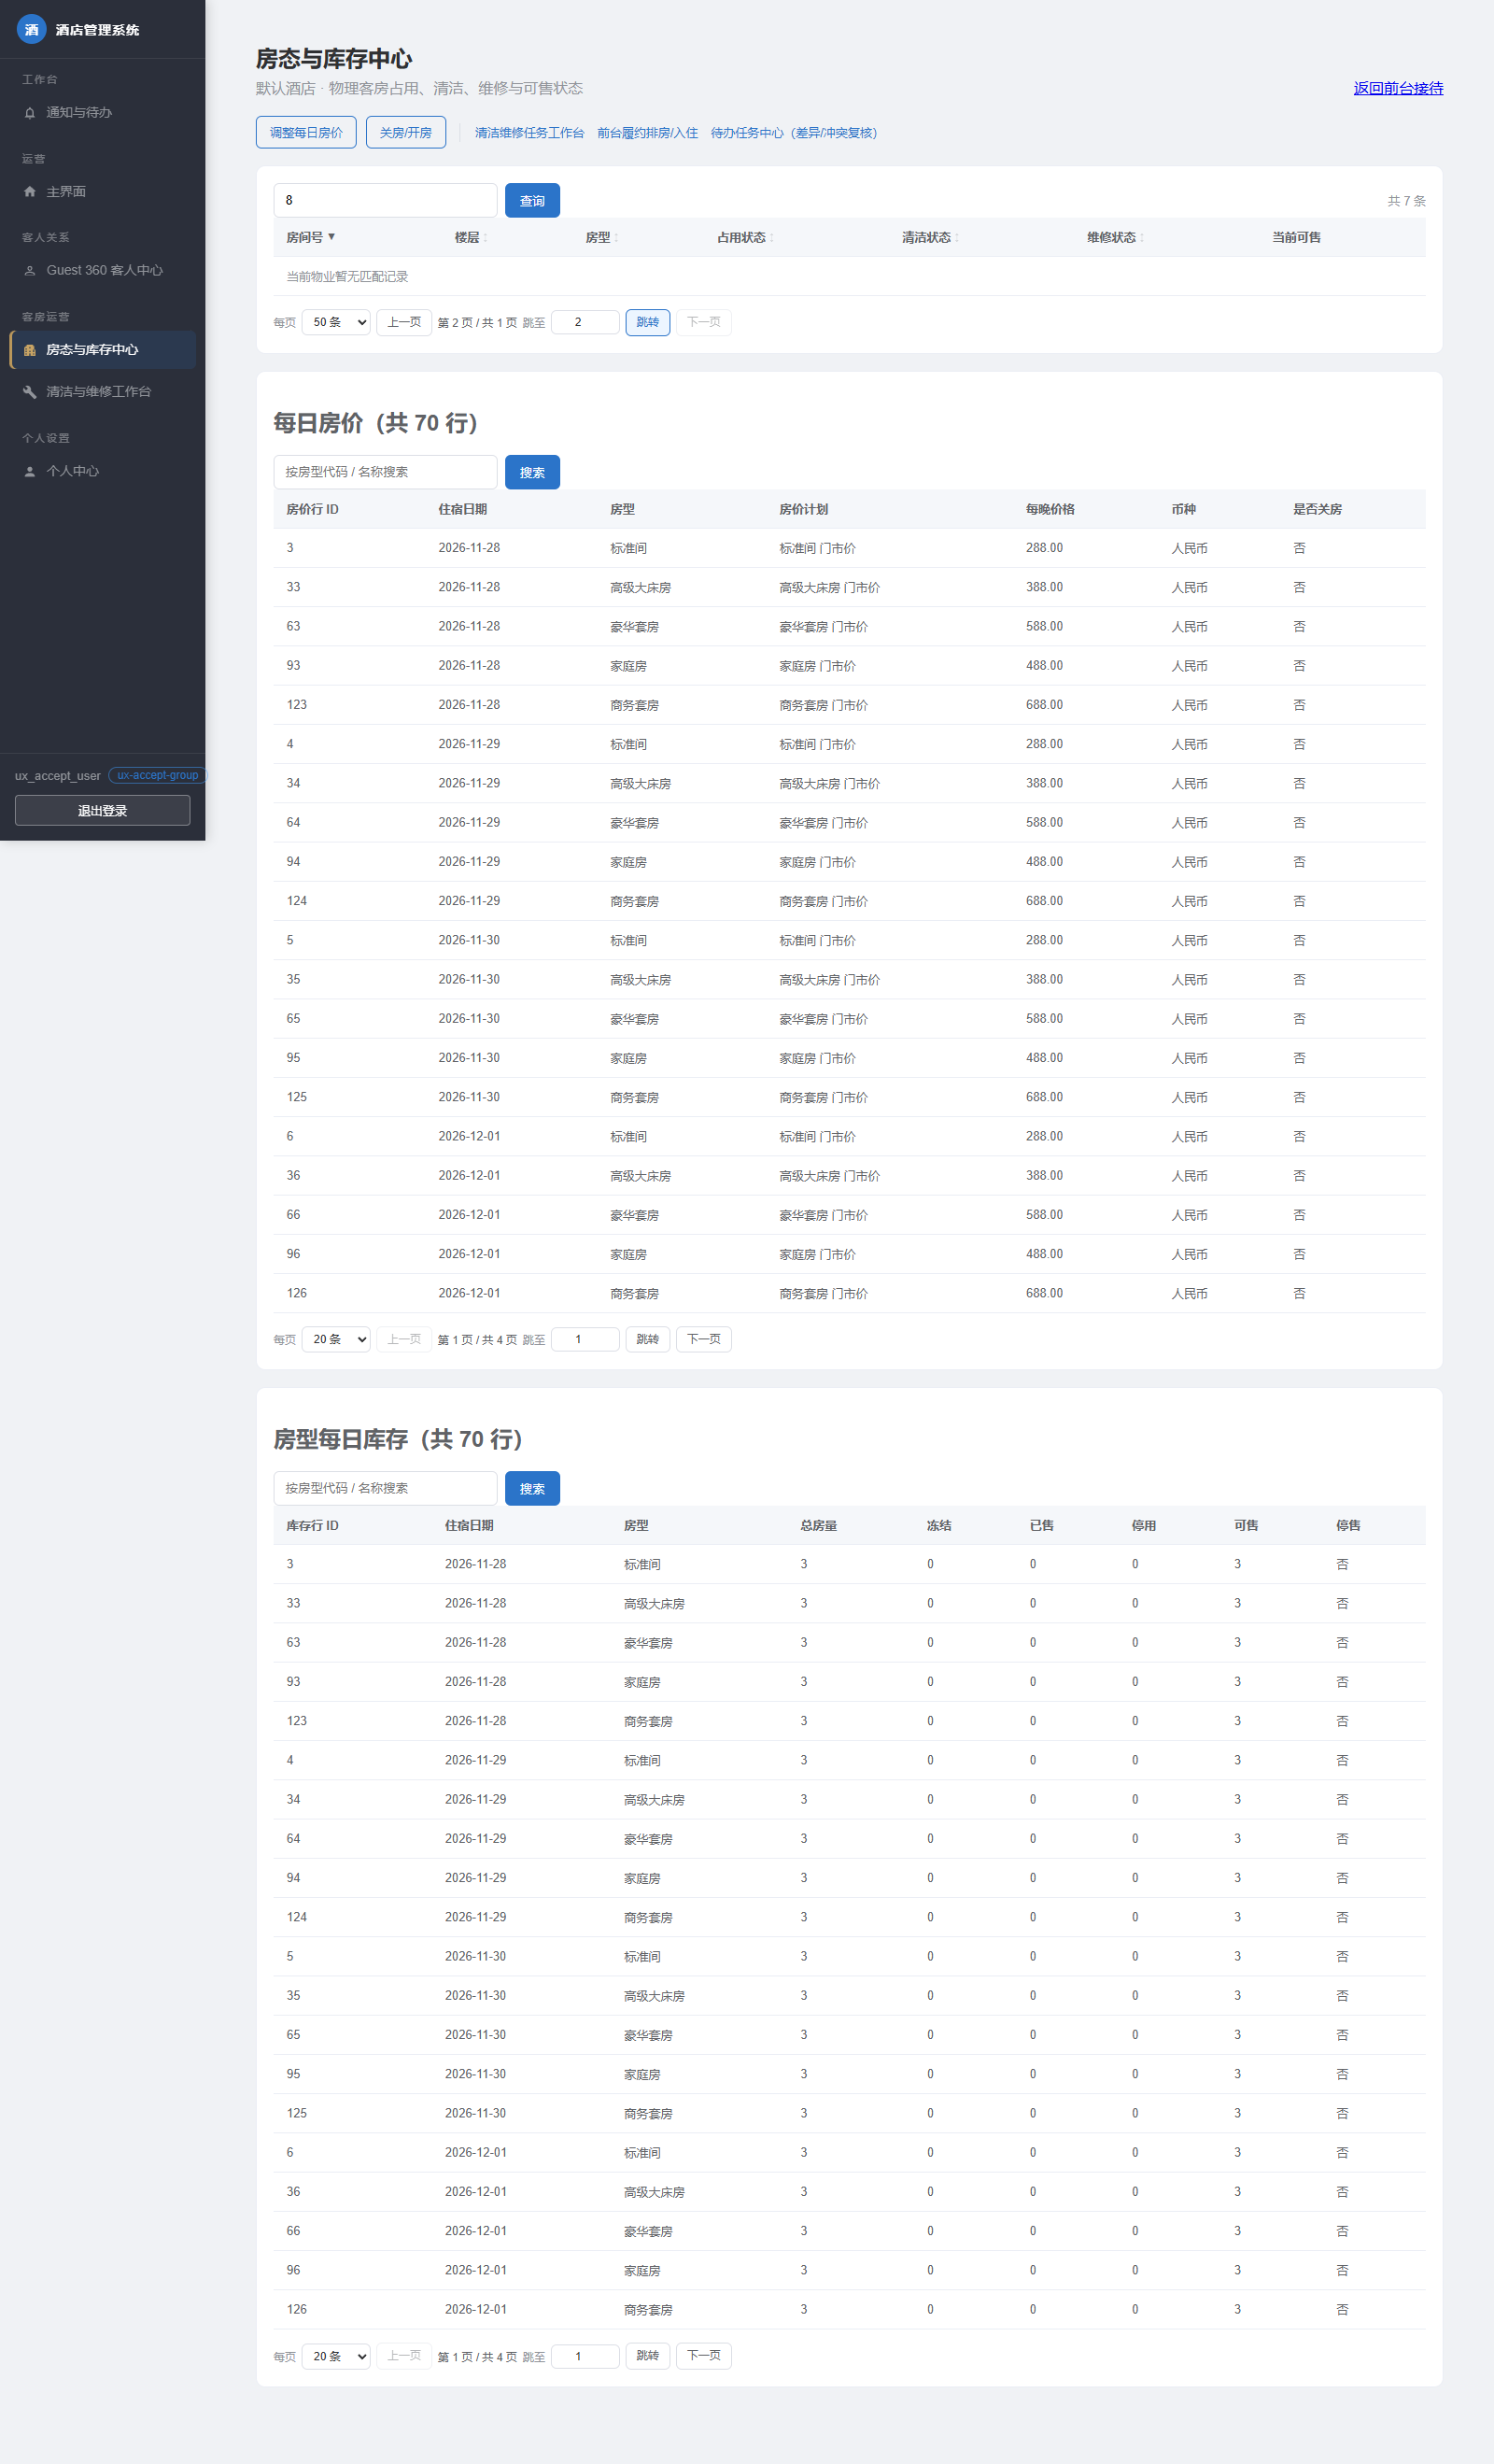 酒 酒店管理系统
工作台
通知与待办
运营
主界面
客人关系
Guest 360 客人中心
客房运营
房态与库存中心
清洁与维修工作台
个人设置
个人中心
ux_accept_user ux-accept-group
退出登录
房态与库存中心
默认酒店 · 物理客房占用、清洁、维修与可售状态
返回前台接待
调整每日房价 关房/开房 清洁维修任务工作台 前台履约排房/入住 待办任务中心（差异/冲突复核）
8 查询 共 7 条
房间号 ▼ 楼层 房型 占用状态 清洁状态 维修状态 当前可售
当前物业暂无匹配记录
每页 50 条 上一页 第 2 页 / 共 1 页 跳至 2 跳转 下一页
每日房价（共 70 行）
按房型代码 / 名称搜索 搜索
房价行 ID 住宿日期 房型 房价计划 每晚价格 币种 是否关房
3 2026-11-28 标准间 标准间 门市价 288.00 人民币 否
33 2026-11-28 高级大床房 高级大床房 门市价 388.00 人民币 否
63 2026-11-28 豪华套房 豪华套房 门市价 588.00 人民币 否
93 2026-11-28 家庭房 家庭房 门市价 488.00 人民币 否
123 2026-11-28 商务套房 商务套房 门市价 688.00 人民币 否
4 2026-11-29 标准间 标准间 门市价 288.00 人民币 否
34 2026-11-29 高级大床房 高级大床房 门市价 388.00 人民币 否
64 2026-11-29 豪华套房 豪华套房 门市价 588.00 人民币 否
94 2026-11-29 家庭房 家庭房 门市价 488.00 人民币 否
124 2026-11-29 商务套房 商务套房 门市价 688.00 人民币 否
5 2026-11-30 标准间 标准间 门市价 288.00 人民币 否
35 2026-11-30 高级大床房 高级大床房 门市价 388.00 人民币 否
65 2026-11-30 豪华套房 豪华套房 门市价 588.00 人民币 否
95 2026-11-30 家庭房 家庭房 门市价 488.00 人民币 否
125 2026-11-30 商务套房 商务套房 门市价 688.00 人民币 否
6 2026-12-01 标准间 标准间 门市价 288.00 人民币 否
36 2026-12-01 高级大床房 高级大床房 门市价 388.00 人民币 否
66 2026-12-01 豪华套房 豪华套房 门市价 588.00 人民币 否
96 2026-12-01 家庭房 家庭房 门市价 488.00 人民币 否
126 2026-12-01 商务套房 商务套房 门市价 688.00 人民币 否
每页 20 条 上一页 第 1 页 / 共 4 页 跳至 1 跳转 下一页
房型每日库存（共 70 行）
按房型代码 / 名称搜索 搜索
库存行 ID 住宿日期 房型 总房量 冻结 已售 停用 可售 停售
3 2026-11-28 标准间 3 0 0 0 3 否
33 2026-11-28 高级大床房 3 0 0 0 3 否
63 2026-11-28 豪华套房 3 0 0 0 3 否
93 2026-11-28 家庭房 3 0 0 0 3 否
123 2026-11-28 商务套房 3 0 0 0 3 否
4 2026-11-29 标准间 3 0 0 0 3 否
34 2026-11-29 高级大床房 3 0 0 0 3 否
64 2026-11-29 豪华套房 3 0 0 0 3 否
94 2026-11-29 家庭房 3 0 0 0 3 否
124 2026-11-29 商务套房 3 0 0 0 3 否
5 2026-11-30 标准间 3 0 0 0 3 否
35 2026-11-30 高级大床房 3 0 0 0 3 否
65 2026-11-30 豪华套房 3 0 0 0 3 否
95 2026-11-30 家庭房 3 0 0 0 3 否
125 2026-11-30 商务套房 3 0 0 0 3 否
6 2026-12-01 标准间 3 0 0 0 3 否
36 2026-12-01 高级大床房 3 0 0 0 3 否
66 2026-12-01 豪华套房 3 0 0 0 3 否
96 2026-12-01 家庭房 3 0 0 0 3 否
126 2026-12-01 商务套房 3 0 0 0 3 否
每页 20 条 上一页 第 1 页 / 共 4 页 跳至 1 跳转 下一页